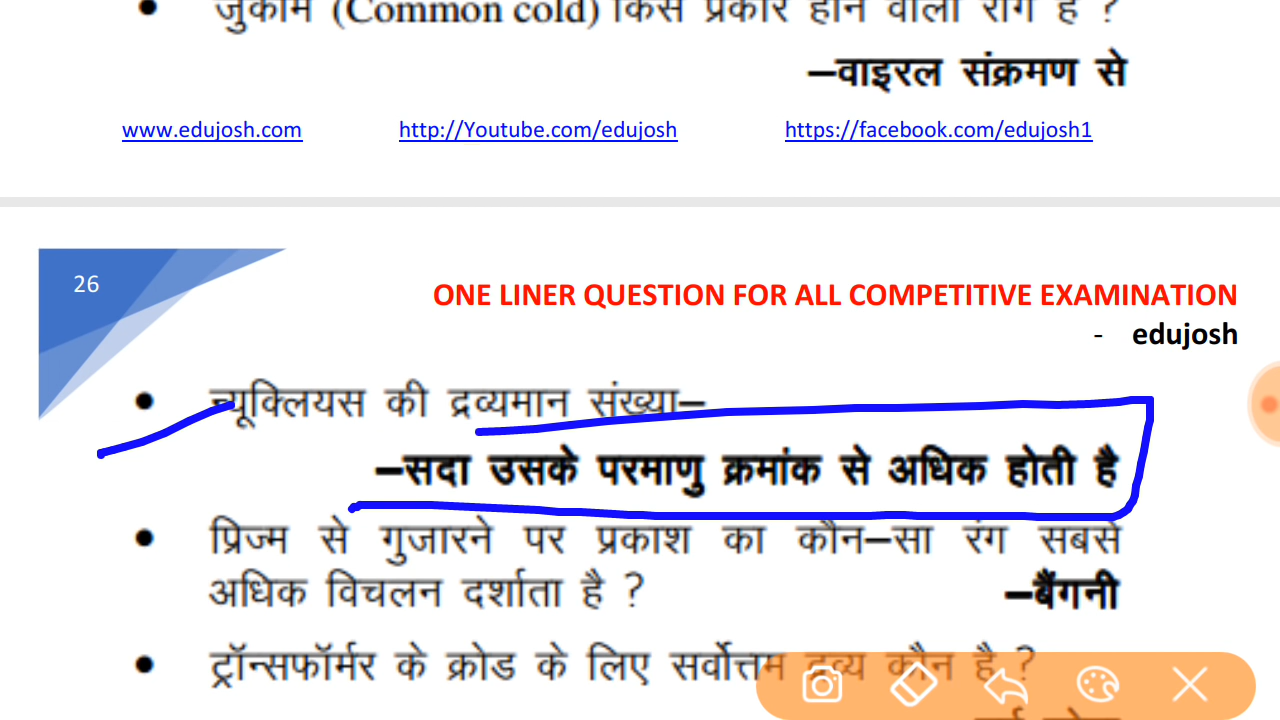 • जुकाम (Common cold) किस प्रकार होने वाला रोग है ?
–वाइरल संक्रमण से
www.edujosh.com http://Youtube.com/edujosh https://facebook.com/edujosh1
26
ONE LINER QUESTION FOR ALL COMPETITIVE EXAMINATION
- edujosh
• न्यूक्लियस की द्रव्यमान संख्या–
–सदा उसके परमाणु क्रमांक से अधिक होती है
• प्रिज्म से गुजारने पर प्रकाश का कौन–सा रंग सबसे
अधिक विचलन दर्शाता है ? –बैंगनी
• ट्रॉन्सफॉर्मर के क्रोड के लिए सर्वोत्तम द्रव्य कौन है ?